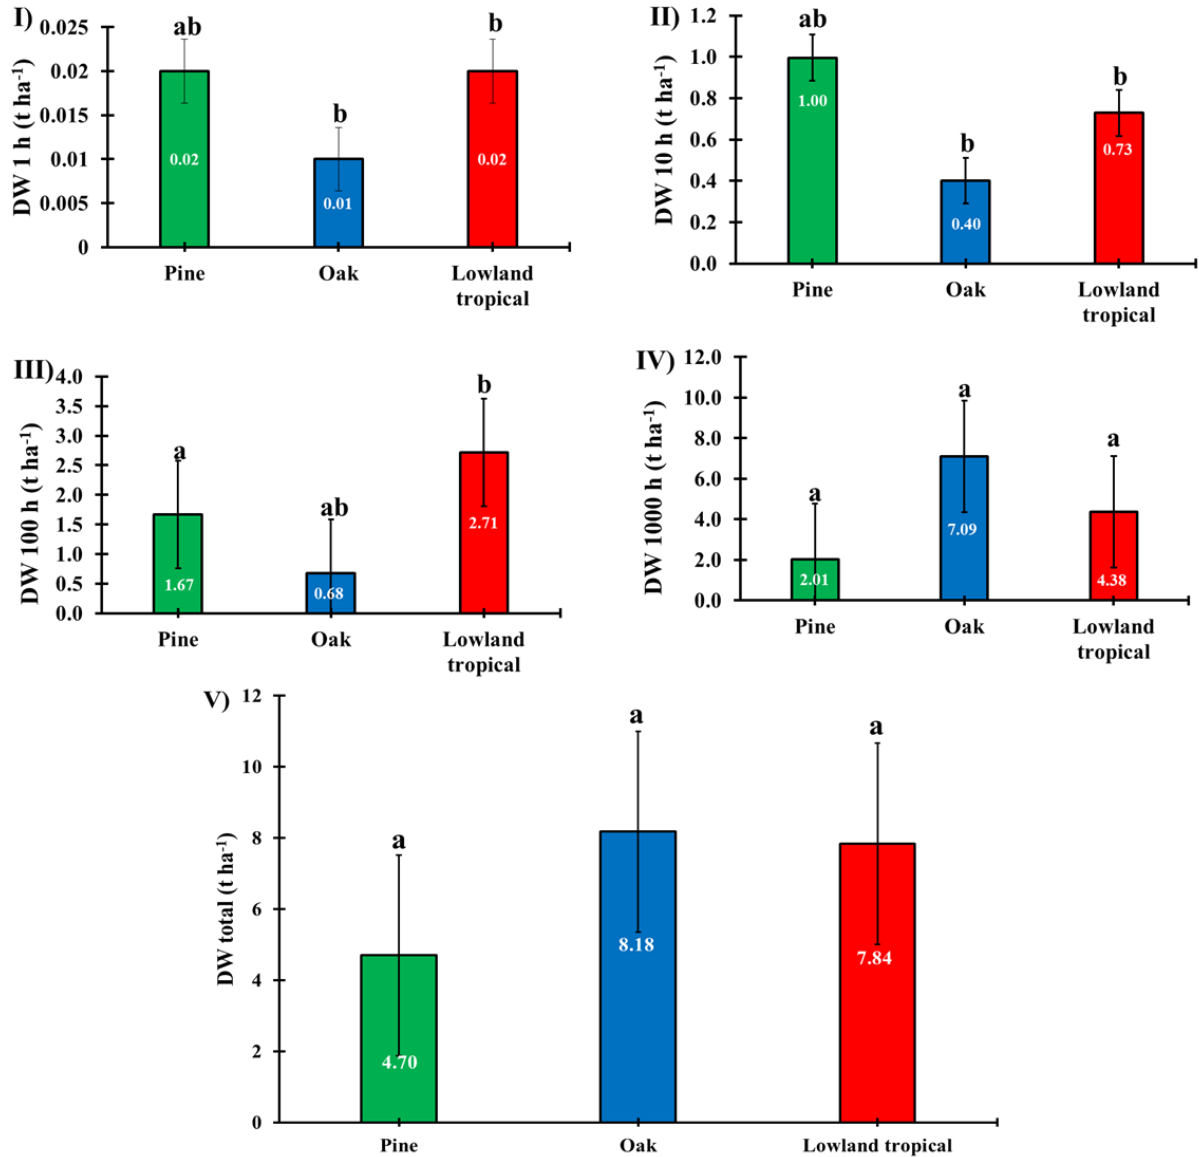 I)
DW 1 h (t ha-1)
0.025
0.02
0.015
0.01
0.005
0
ab
b
b
0.02
0.01
0.02
Pine
Oak
Lowland
tropical
II)
DW 10 h (t ha-1)
1.2
1.0
0.8
0.6
0.4
0.2
0.0
ab
b
b
1.00
0.40
0.73
Pine
Oak
Lowland
tropical
III)
DW 100 h (t ha-1)
4.0
3.5
3.0
2.5
2.0
1.5
1.0
0.5
0.0
a
ab
b
1.67
0.68
2.71
Pine
Oak
Lowland
tropical
IV)
DW 1000 h (t ha-1)
12.0
10.0
8.0
6.0
4.0
2.0
0.0
a
a
a
2.01
7.09
4.38
Pine
Oak
Lowland
tropical
V)
DW total (t ha-1)
12
10
8
6
4
2
0
a
a
a
4.70
8.18
7.84
Pine
Oak
Lowland tropical